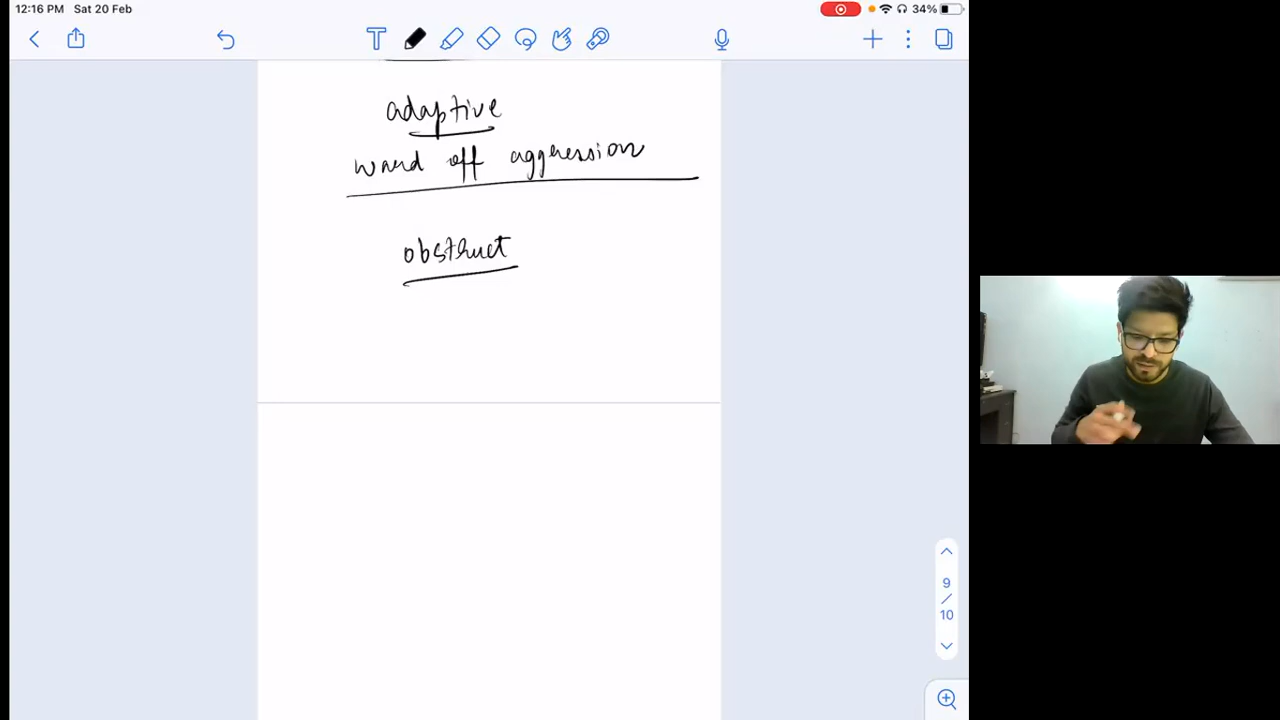 12:16 PM Sat 20 Feb
34%
T
adaptive
ward off aggression
obstruct
9
/
10